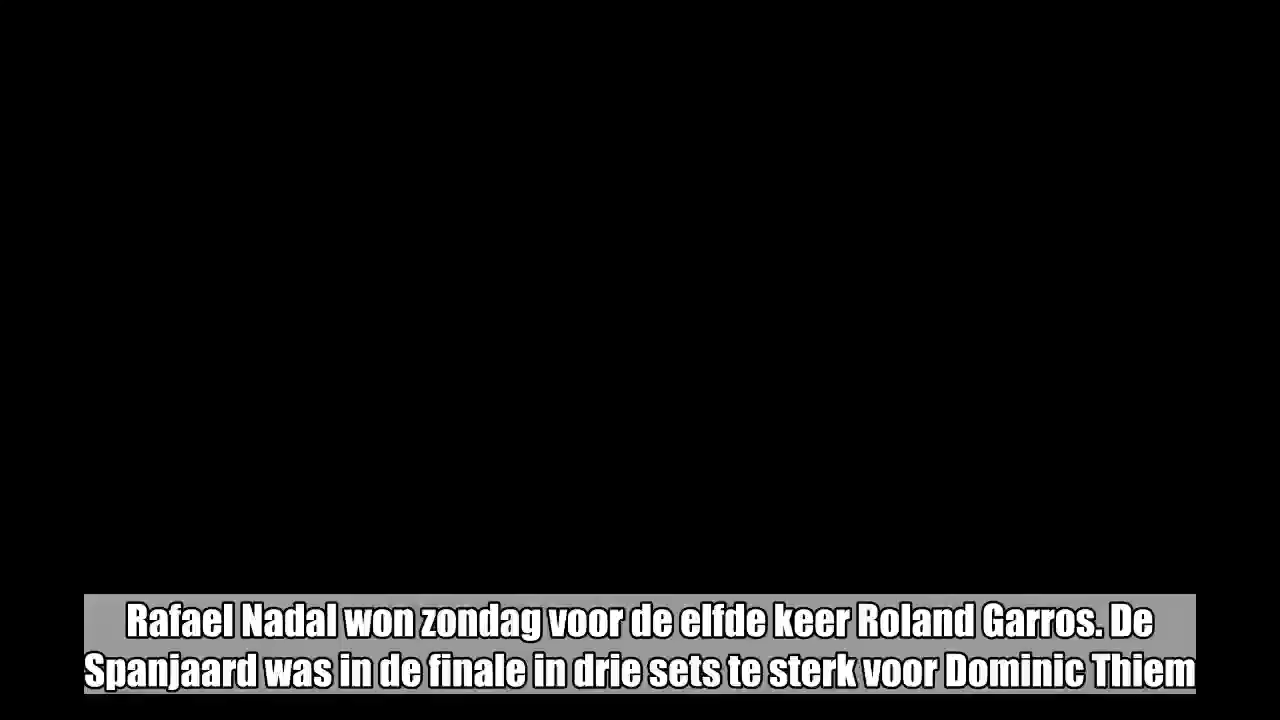 Rafael Nadal won zondag voor de elfde keer Roland Garros. De
Spanjaard was in de finale in drie sets te sterk voor Dominic Thiem